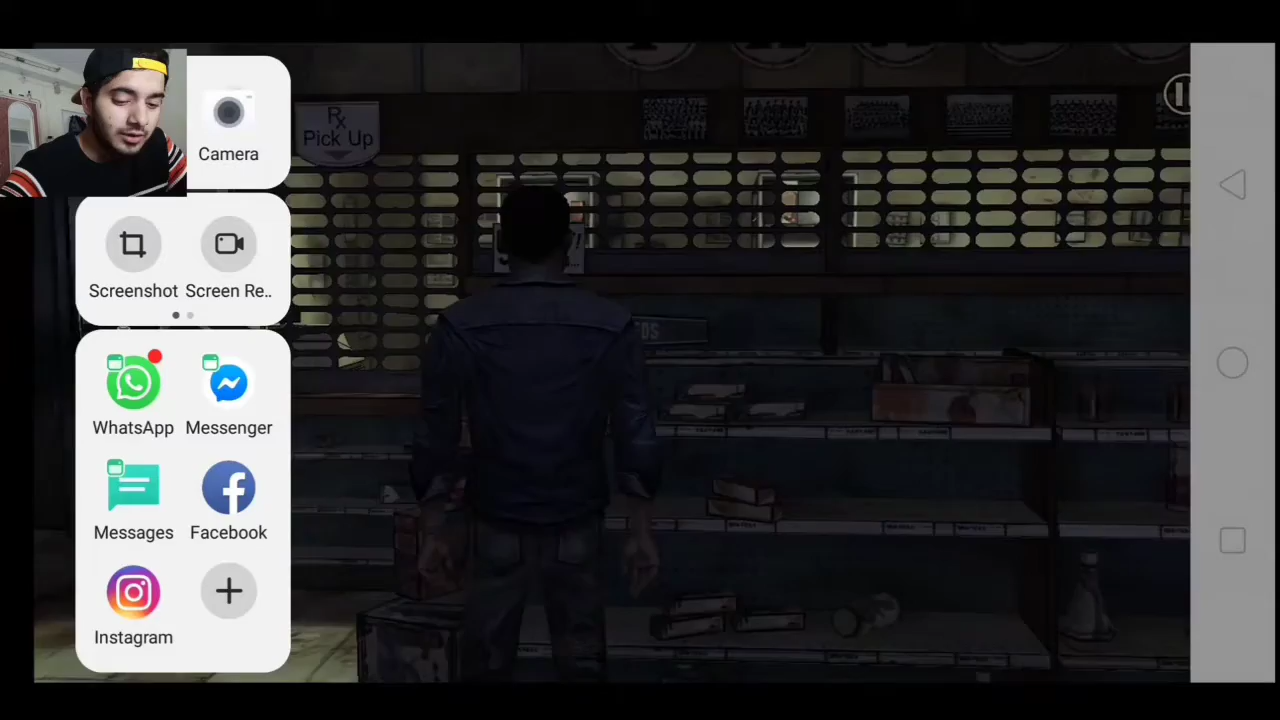 Camera
Rx
Pick Up
Screenshot
Screen Re..
WhatsApp
Messenger
Messages
Facebook
Instagram